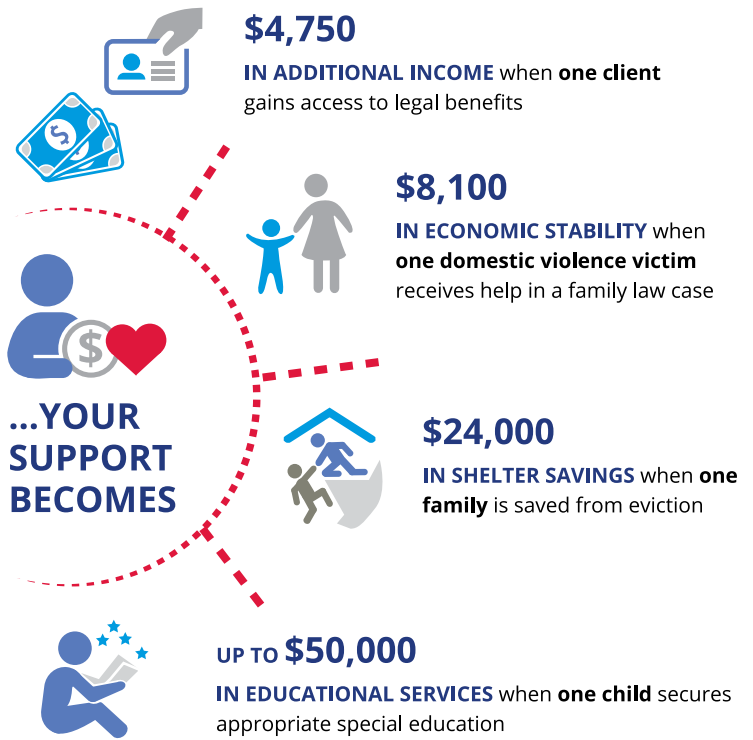 $4,750
IN ADDITIONAL INCOME when one client
gains access to legal benefits
$8,100
IN ECONOMIC STABILITY when
one domestic violence victim
receives help in a family law case
$
...YOUR
SUPPORT
BECOMES
$24,000
IN SHELTER SAVINGS when one
family is saved from eviction
UP TO $50,000
IN EDUCATIONAL SERVICES when one child secures
appropriate special education